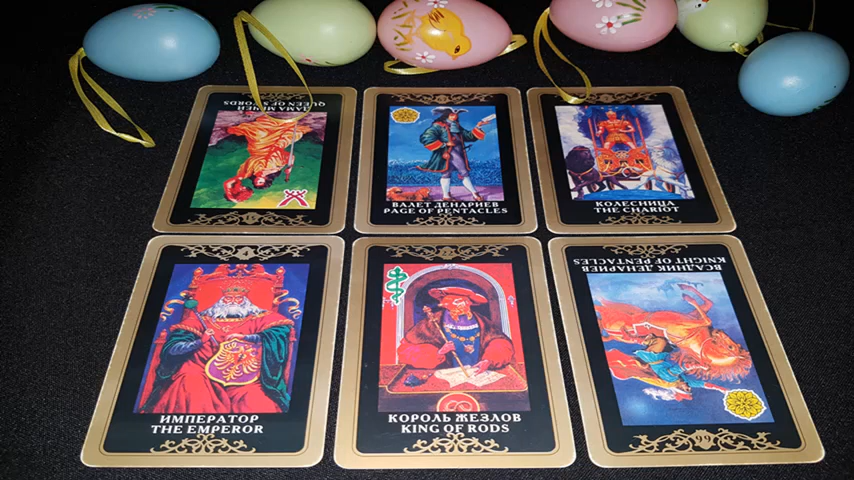 ДАМА МЕЧЕЙ
QUEEN OF SWORDS
ВАЛЕТ ДЕНАРИЕВ
PAGE OF PENTACLES
КОЛЕСНИЦА
THE CHARIOT
4
ИМПЕРАТОР
THE EMPEROR
КОРОЛЬ ЖЕЗЛОВ
KING OF RODS
ВСАДНИК ДЕНАРИЕВ
KNIGHT OF PENTACLES